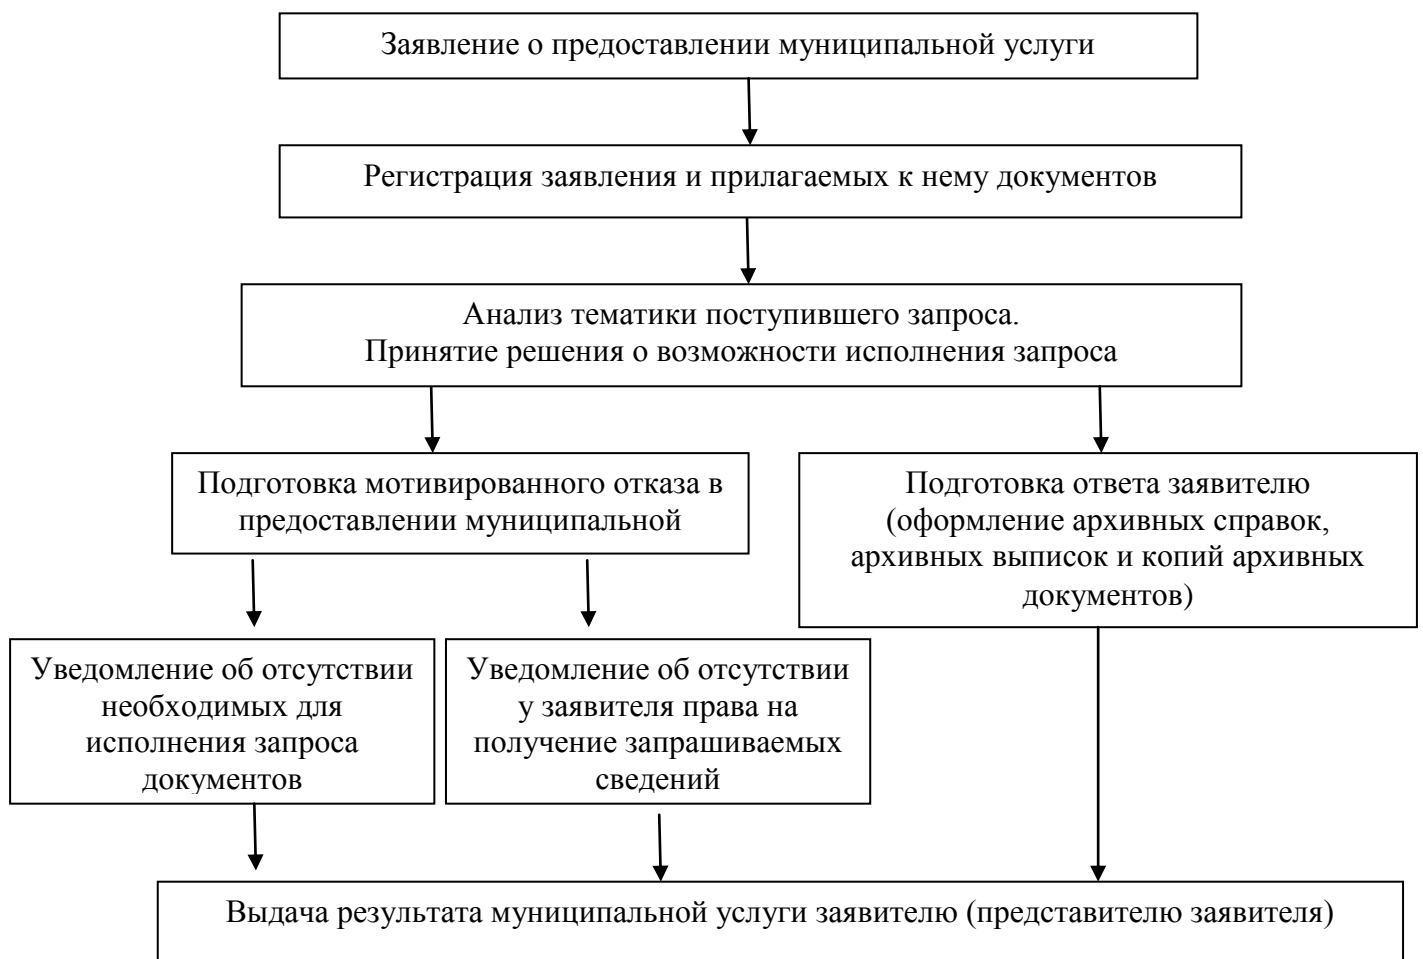 Заявление о предоставлении муниципальной услуги
Регистрация заявления и прилагаемых к нему документов
Анализ тематики поступившего запроса.
Принятие решения о возможности исполнения запроса
Подготовка мотивированного отказа в
предоставлении муниципальной
Подготовка ответа заявителю
(оформление архивных справок,
архивных выписок и копий архивных
документов)
Уведомление об отсутствии
необходимых для
исполнения запроса
документов
Уведомление об отсутствии
у заявителя права на
получение запрашиваемых
сведений
Выдача результата муниципальной услуги заявителю (представителю заявителя)